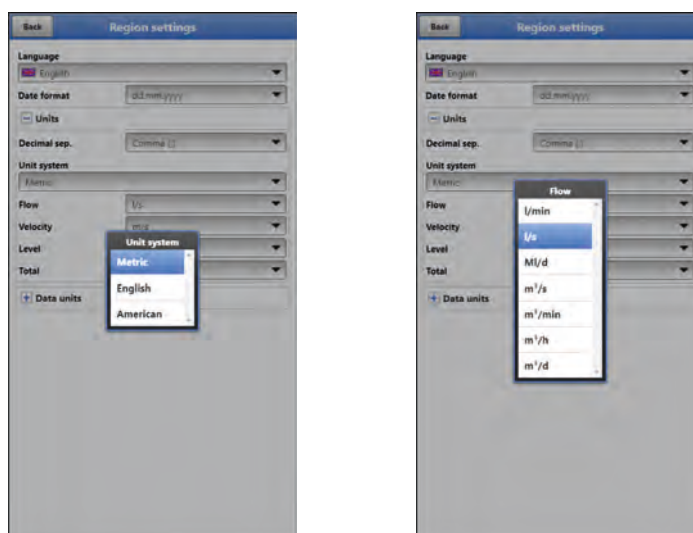 Back Region settings
Language
English
Date format dd.mm.yyyy
Units
Decimal sep. Comma (,)
Unit system
Metric
Flow l/s
Velocity m/s
Level
Total
Data units
Unit system
Metric
English
American
Back Region settings
Language
English
Date format dd.mm.yyyy
Units
Decimal sep. Comma (,)
Unit system
Metric
Flow
Velocity
Level
Total
Data units
Flow
l/min
l/s
Ml/d
m³/s
m³/min
m³/h
m³/d